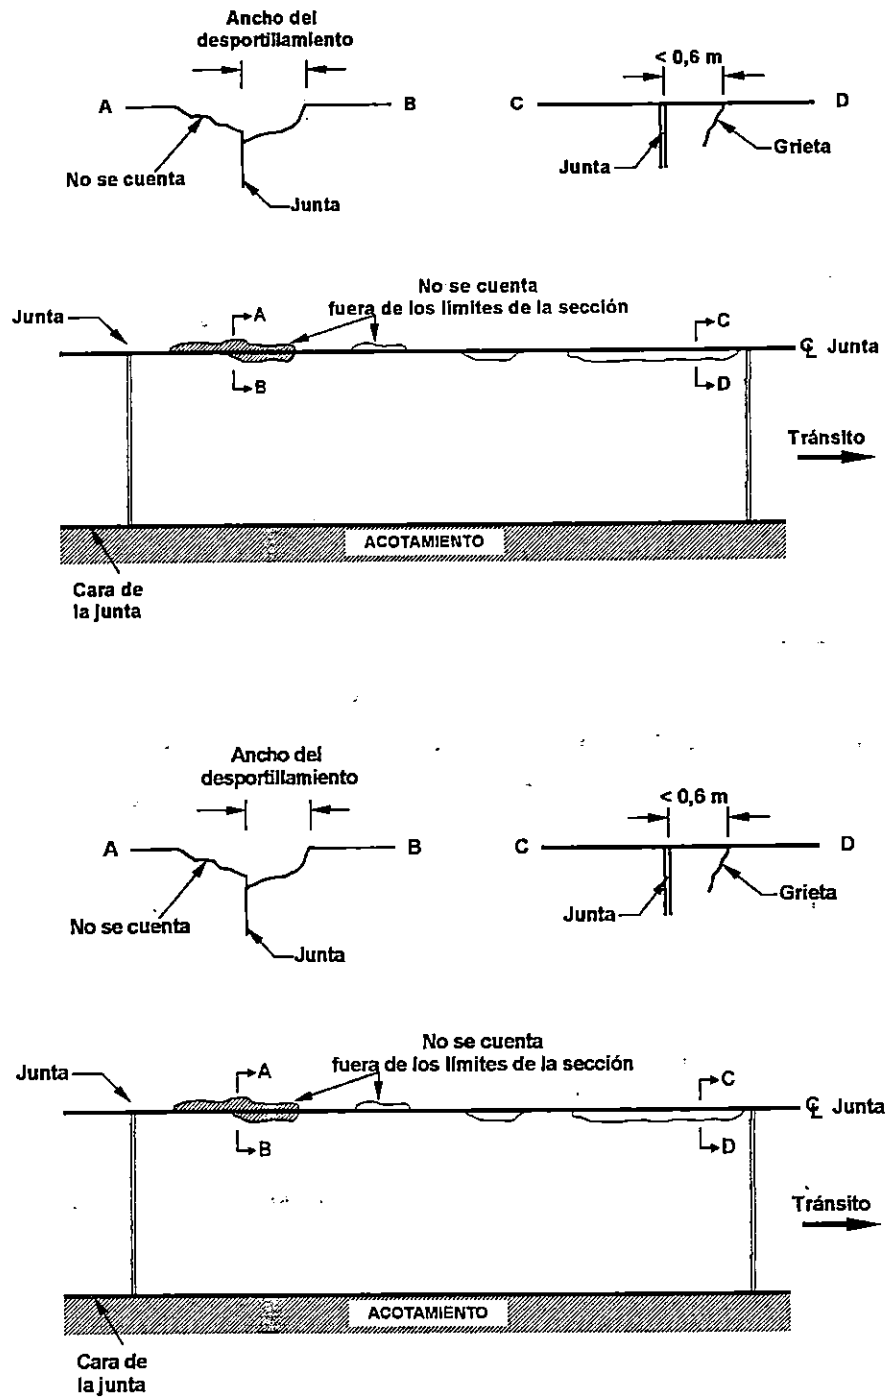 Ancho del
desportillamiento
< 0,6 m
A
B
C
D
No se cuenta
Junta
Junta
Grieta
No se cuenta
fuera de los límites de la sección
Junta
A
C
℄ Junta
B
D
Tránsito
ACOTAMIENTO
Cara de
la junta
Ancho del
desportillamiento
< 0,6 m
A
B
C
D
No se cuenta
Junta
Junta
Grieta
No se cuenta
fuera de los límites de la sección
Junta
A
C
℄ Junta
B
D
Tránsito
ACOTAMIENTO
Cara de
la junta